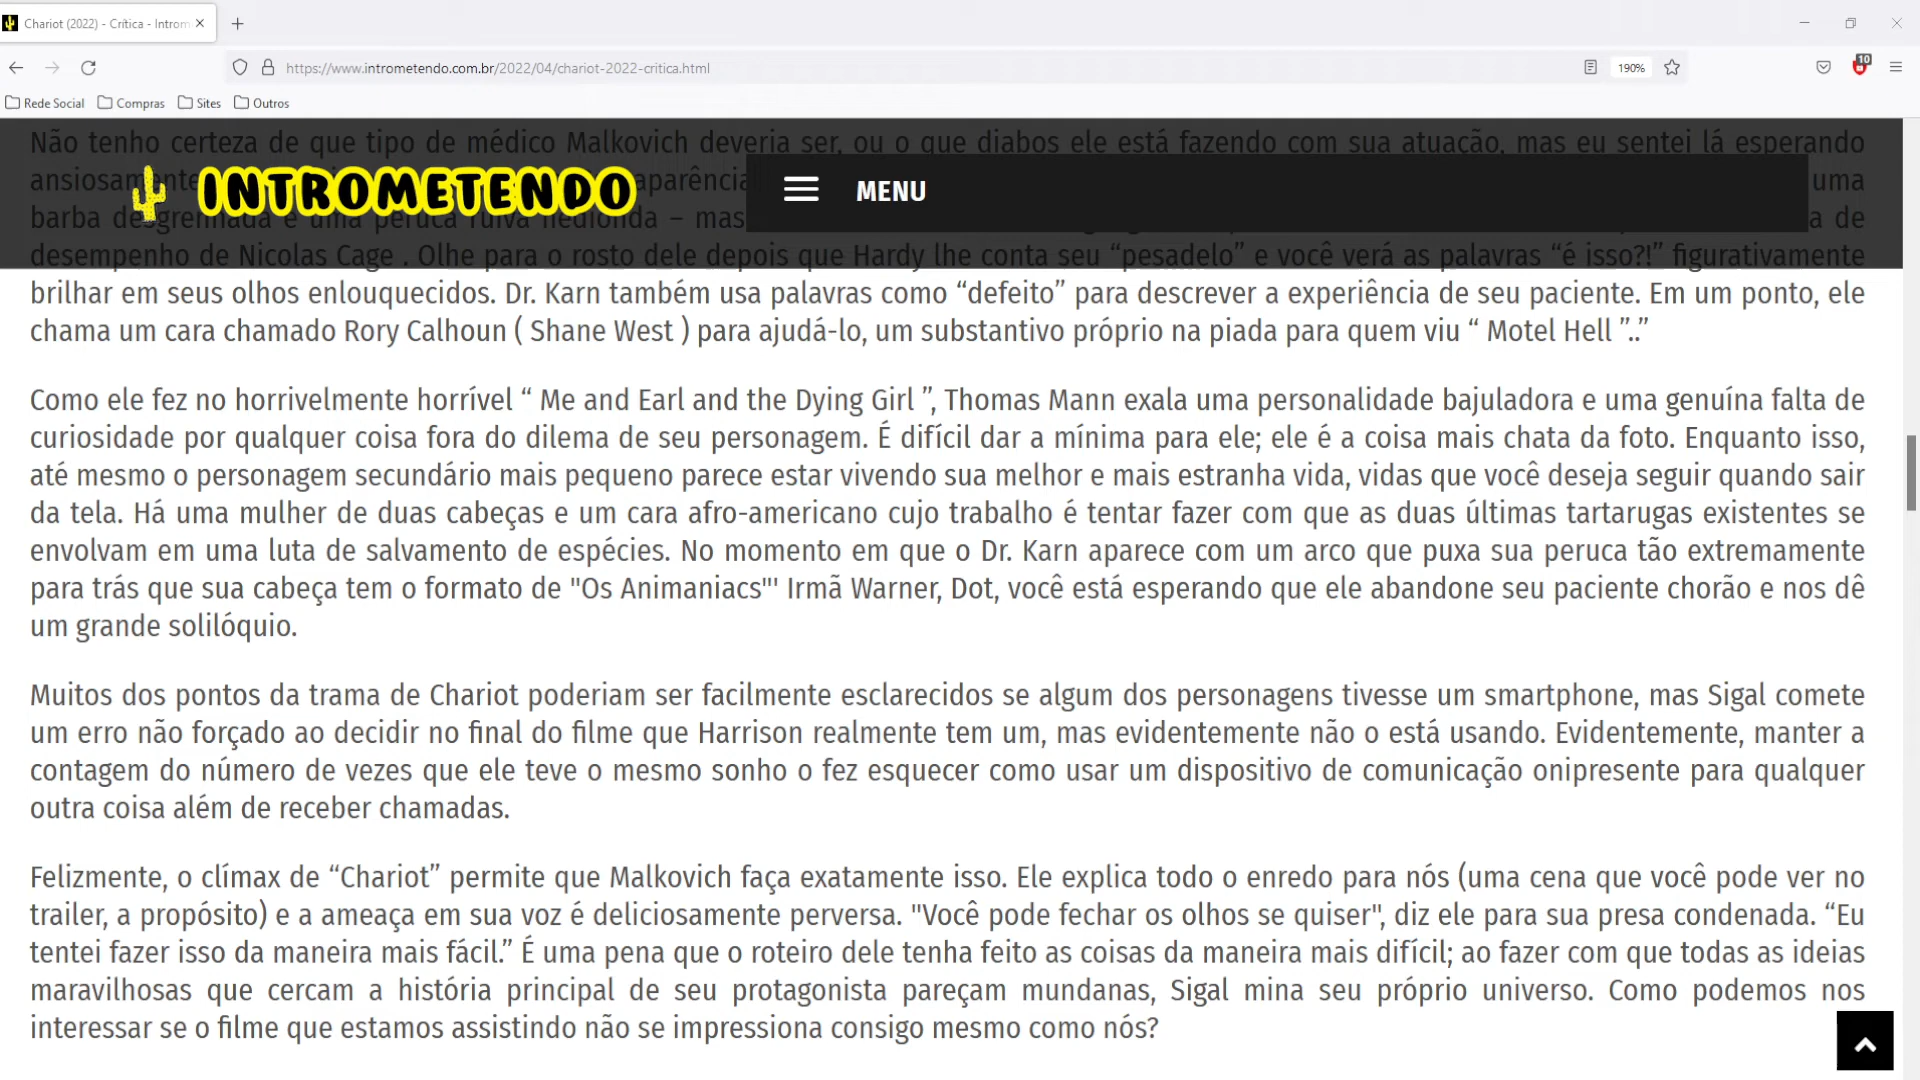 Chariot (2022) - Crítica - Introm
https://www.intrometendo.com.br/2022/04/chariot-2022-critica.html
190%
10
Rede Social
Compras
Sites
Outros
Não tenho certeza de que tipo de médico Malkovich deveria ser, ou o que diabos ele está fazendo com sua atuação, mas eu sentei lá esperando
ansiosamente aparência uma
INTROMETENDO
MENU
barba desgrenhada e uma peruca ruiva hedionda – mas a de
desempenho de Nicolas Cage . Olhe para o rosto dele depois que Hardy lhe conta seu “pesadelo” e você verá as palavras “é isso?!” figurativamente
brilhar em seus olhos enlouquecidos. Dr. Karn também usa palavras como “defeito” para descrever a experiência de seu paciente. Em um ponto, ele
chama um cara chamado Rory Calhoun ( Shane West ) para ajudá-lo, um substantivo próprio na piada para quem viu “ Motel Hell ”..”
Como ele fez no horrivelmente horrível “ Me and Earl and the Dying Girl ”, Thomas Mann exala uma personalidade bajuladora e uma genuína falta de
curiosidade por qualquer coisa fora do dilema de seu personagem. É difícil dar a mínima para ele; ele é a coisa mais chata da foto. Enquanto isso,
até mesmo o personagem secundário mais pequeno parece estar vivendo sua melhor e mais estranha vida, vidas que você deseja seguir quando sair
da tela. Há uma mulher de duas cabeças e um cara afro-americano cujo trabalho é tentar fazer com que as duas últimas tartarugas existentes se
envolvam em uma luta de salvamento de espécies. No momento em que o Dr. Karn aparece com um arco que puxa sua peruca tão extremamente
para trás que sua cabeça tem o formato de "Os Animaniacs"' Irmã Warner, Dot, você está esperando que ele abandone seu paciente chorão e nos dê
um grande solilóquio.
Muitos dos pontos da trama de Chariot poderiam ser facilmente esclarecidos se algum dos personagens tivesse um smartphone, mas Sigal comete
um erro não forçado ao decidir no final do filme que Harrison realmente tem um, mas evidentemente não o está usando. Evidentemente, manter a
contagem do número de vezes que ele teve o mesmo sonho o fez esquecer como usar um dispositivo de comunicação onipresente para qualquer
outra coisa além de receber chamadas.
Felizmente, o clímax de “Chariot” permite que Malkovich faça exatamente isso. Ele explica todo o enredo para nós (uma cena que você pode ver no
trailer, a propósito) e a ameaça em sua voz é deliciosamente perversa. "Você pode fechar os olhos se quiser", diz ele para sua presa condenada. “Eu
tentei fazer isso da maneira mais fácil.” É uma pena que o roteiro dele tenha feito as coisas da maneira mais difícil; ao fazer com que todas as ideias
maravilhosas que cercam a história principal de seu protagonista pareçam mundanas, Sigal mina seu próprio universo. Como podemos nos
interessar se o filme que estamos assistindo não se impressiona consigo mesmo como nós?